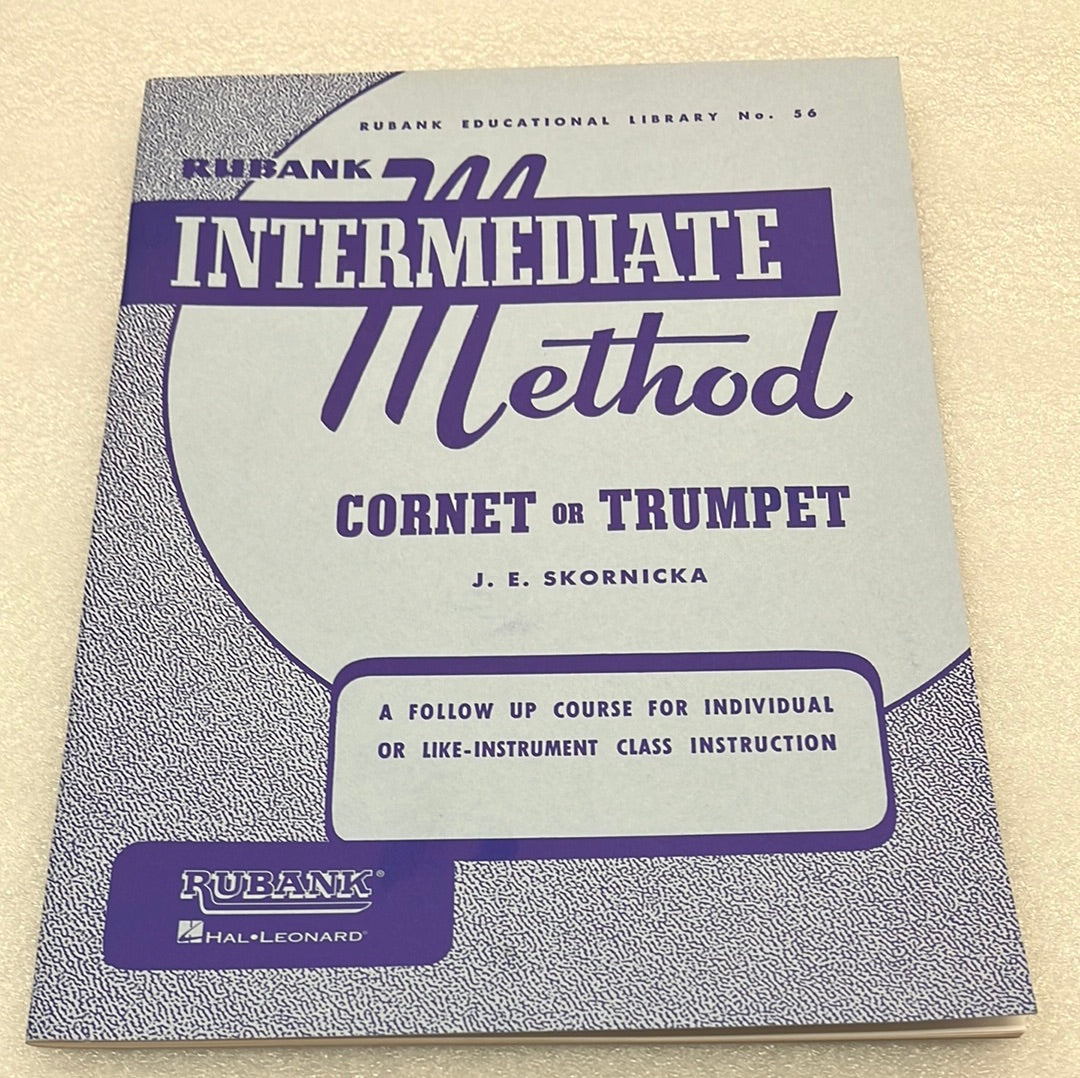 RUBANK EDUCATIONAL LIBRARY No. 56
RUBANK
INTERMEDIATE
Method
CORNET OR TRUMPET
J. E. SKORNICKA
A FOLLOW UP COURSE FOR INDIVIDUAL
OR LIKE-INSTRUMENT CLASS INSTRUCTION
RUBANK®
HAL•LEONARD®